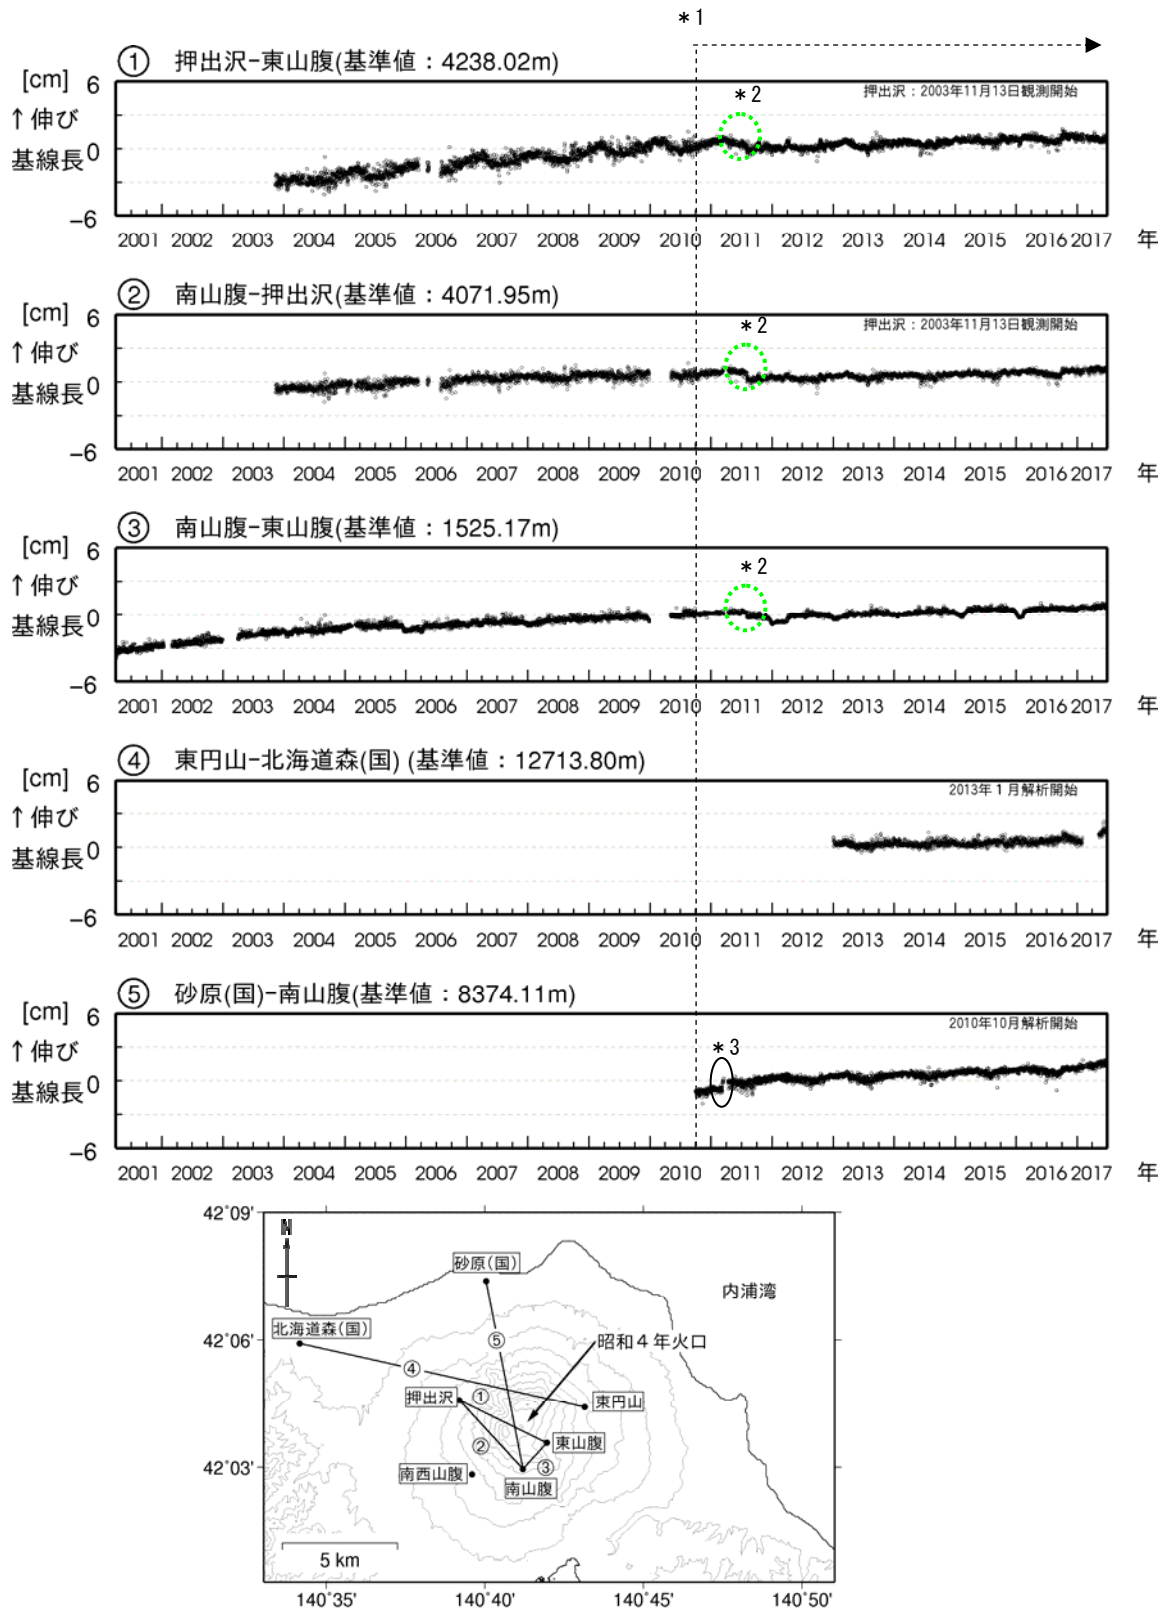 *1
① 押出沢-東山腹(基準値：4238.02m)
[cm]
6
↑伸び
基線長
0
-6
*2
押出沢：2003年11月13日観測開始
2001 2002 2003 2004 2005 2006 2007 2008 2009 2010 2011 2012 2013 2014 2015 2016 2017 年
② 南山腹-押出沢(基準値：4071.95m)
[cm]
6
↑伸び
基線長
0
-6
*2
押出沢：2003年11月13日観測開始
2001 2002 2003 2004 2005 2006 2007 2008 2009 2010 2011 2012 2013 2014 2015 2016 2017 年
③ 南山腹-東山腹(基準値：1525.17m)
[cm]
6
↑伸び
基線長
0
-6
*2
2001 2002 2003 2004 2005 2006 2007 2008 2009 2010 2011 2012 2013 2014 2015 2016 2017 年
④ 東円山-北海道森(国) (基準値：12713.80m)
[cm]
6
↑伸び
基線長
0
-6
2013年1月解析開始
2001 2002 2003 2004 2005 2006 2007 2008 2009 2010 2011 2012 2013 2014 2015 2016 2017 年
⑤ 砂原(国)-南山腹(基準値：8374.11m)
[cm]
6
↑伸び
基線長
0
-6
*3
2010年10月解析開始
2001 2002 2003 2004 2005 2006 2007 2008 2009 2010 2011 2012 2013 2014 2015 2016 2017 年
42°09'
N
砂原(国)
内浦湾
北海道森(国)
42°06'
⑤
昭和4年火口
④
押出沢
①
東円山
②
東山腹
42°03'
南西山腹
③
南山腹
5 km
140°35' 140°40' 140°45' 140°50'